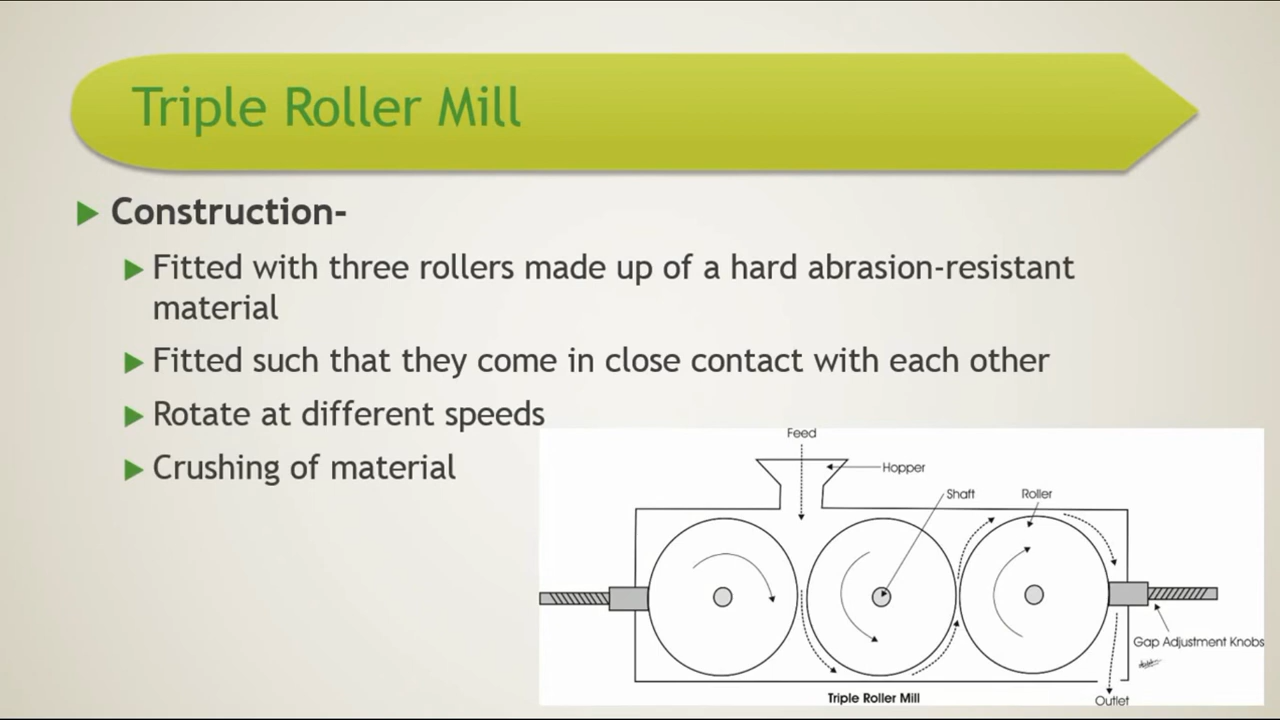 Triple Roller Mill
Construction-
Fitted with three rollers made up of a hard abrasion-resistant
material
Fitted such that they come in close contact with each other
Rotate at different speeds
Crushing of material
Feed
Hopper
Shaft
Roller
Gap Adjustment Knobs
Outlet
Triple Roller Mill